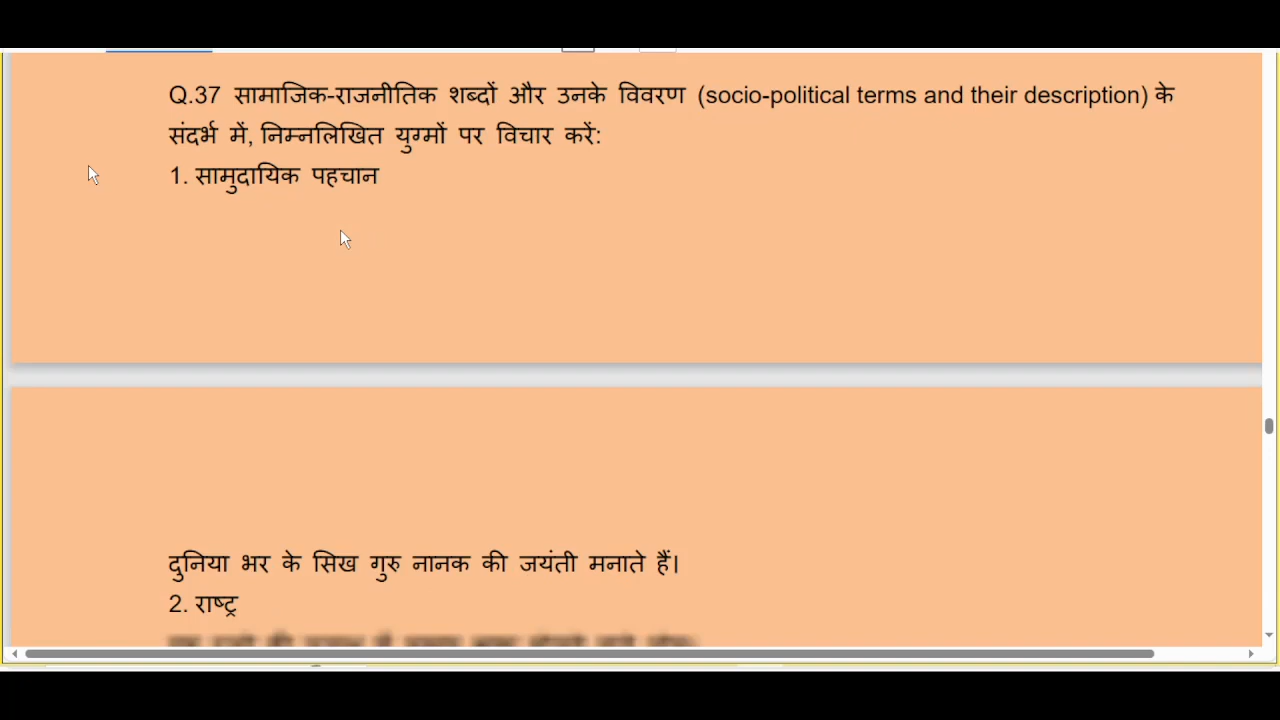 Q.37 सामाजिक-राजनीतिक शब्दों और उनके विवरण (socio-political terms and their description) के
संदर्भ में, निम्नलिखित युग्मों पर विचार करें:
1. सामुदायिक पहचान
दुनिया भर के सिख गुरु नानक की जयंती मनाते हैं।
2. राष्ट्र